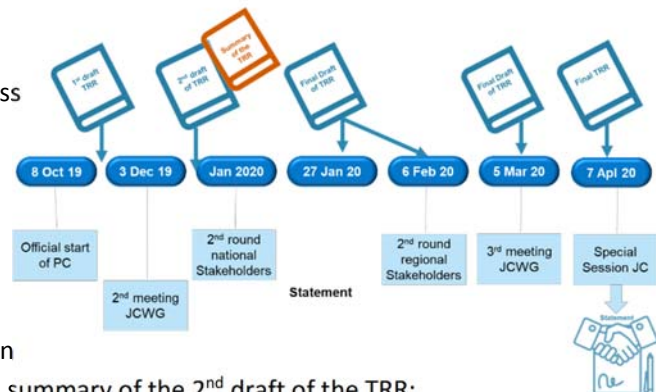 1st draft
TRR
2nd draft
of TRR
Summary
of the
TRR
Final Draft
of TRR
Final Draft
of TRR
Final TRR
ss
8 Oct 19
3 Dec 19
Jan 2020
27 Jan 20
6 Feb 20
5 Mar 20
7 Apl 20
Official start
of PC
2nd meeting
JCWG
2nd round
national
Stakeholders
Statement
2nd round
regional
Stakeholders
3rd meeting
JCWG
Special
Session JC
Statement
n
summary of the 2nd draft of the TRR: